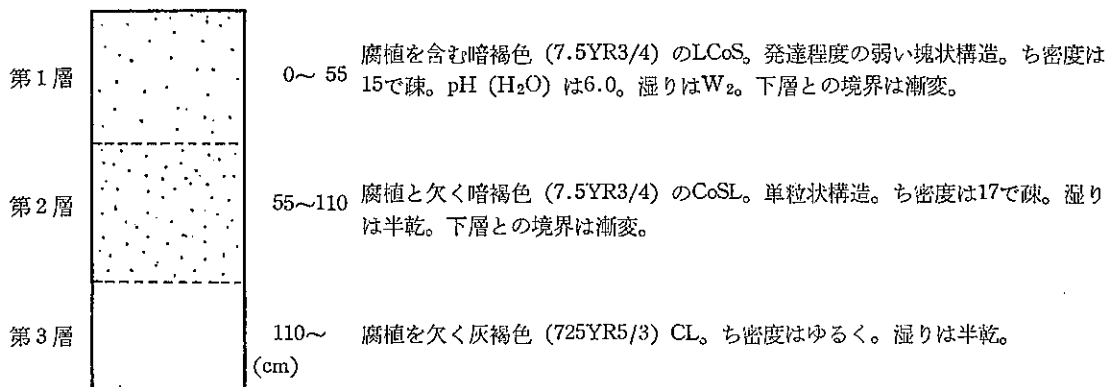 第1層
0～ 55 腐植を含む暗褐色 (7.5YR3/4) のLCoS。発達程度の弱い塊状構造。ち密度は
15で疎。pH (H₂O) は6.0。湿りはW₂。下層との境界は漸変。
第2層
55～110 腐植と欠く暗褐色 (7.5YR3/4) のCoSL。単粒状構造。ち密度は17で疎。湿り
は半乾。下層との境界は漸変。
第3層
110～ 腐植を欠く灰褐色 (725YR5/3) CL。ち密度はゆるく。湿りは半乾。
(cm)